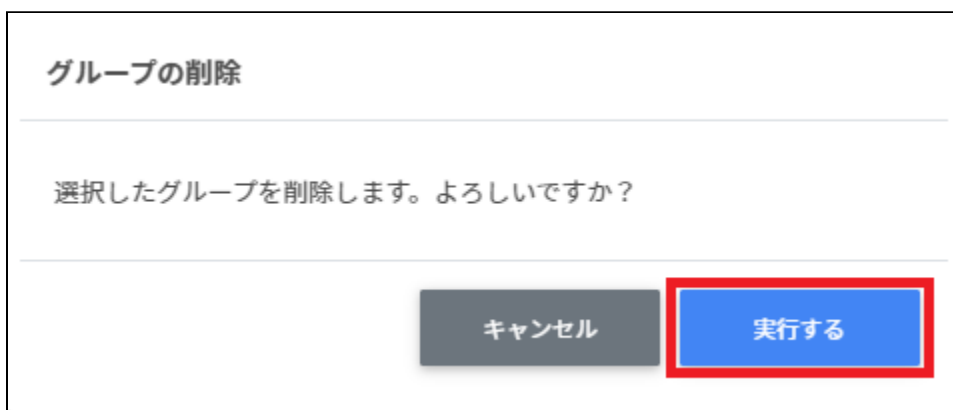 グループの削除
選択したグループを削除します。よろしいですか？
キャンセル
実行する